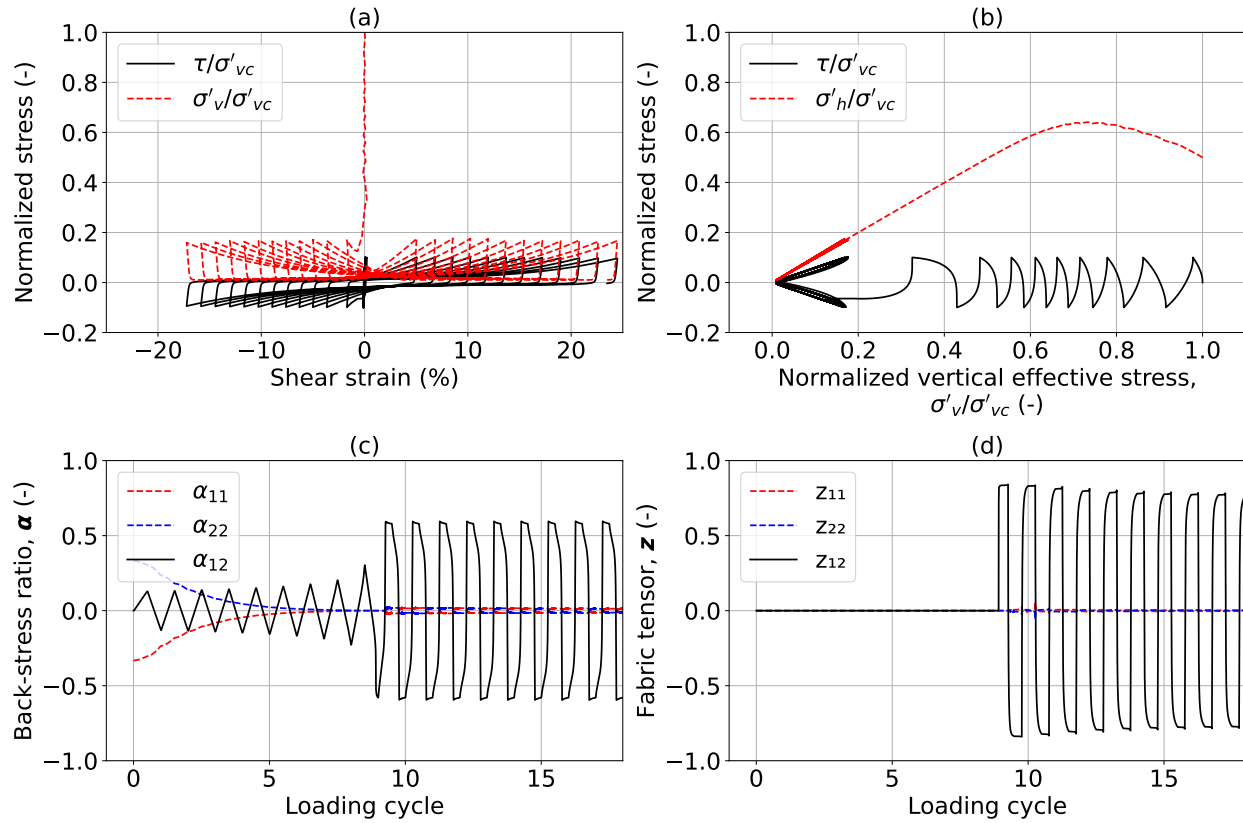 (a)
Normalized stress (-)
1.0
0.8
0.6
0.4
0.2
0.0
−0.2
τ/σ′vc
σ′v/σ′vc
−20
−10
0
10
20
Shear strain (%)
(b)
Normalized stress (-)
1.0
0.8
0.6
0.4
0.2
0.0
−0.2
τ/σ′vc
σ′h/σ′vc
0.0
0.2
0.4
0.6
0.8
1.0
Normalized vertical effective stress,
σ′v/σ′vc (-)
(c)
Back-stress ratio, α (-)
1.0
0.5
0.0
−0.5
−1.0
α11
α22
α12
0
5
10
15
Loading cycle
(d)
Fabric tensor, z (-)
1.0
0.5
0.0
−0.5
−1.0
z11
z22
z12
0
5
10
15
Loading cycle